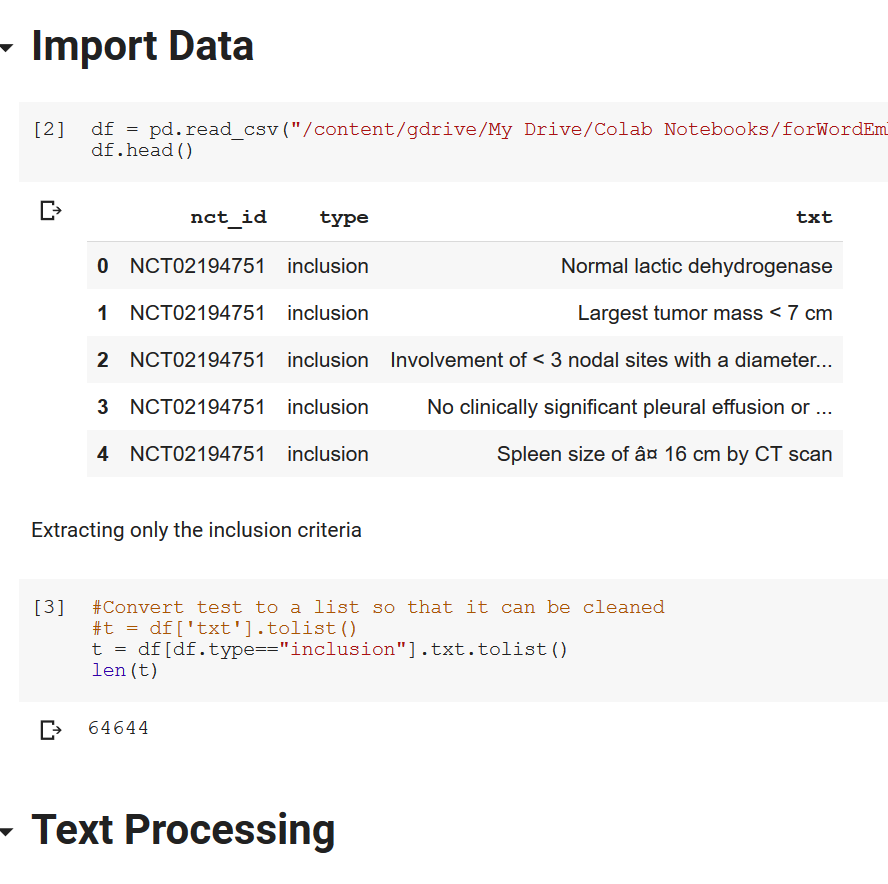 Import Data
[2] df = pd.read_csv("/content/gdrive/My Drive/Colab Notebooks/forWordEm
df.head()
nct_id type txt
0 NCT02194751 inclusion Normal lactic dehydrogenase
1 NCT02194751 inclusion Largest tumor mass < 7 cm
2 NCT02194751 inclusion Involvement of < 3 nodal sites with a diameter...
3 NCT02194751 inclusion No clinically significant pleural effusion or ...
4 NCT02194751 inclusion Spleen size of â¤ 16 cm by CT scan
Extracting only the inclusion criteria
[3] #Convert test to a list so that it can be cleaned
#t = df['txt'].tolist()
t = df[df.type=="inclusion"].txt.tolist()
len(t)
64644
Text Processing